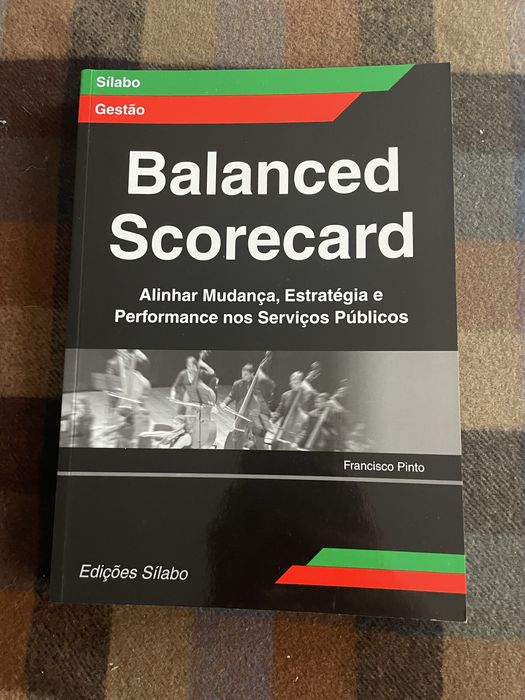 Sílabo
Gestão
Balanced
Scorecard
Alinhar Mudança, Estratégia e
Performance nos Serviços Públicos
Francisco Pinto
Edições Sílabo